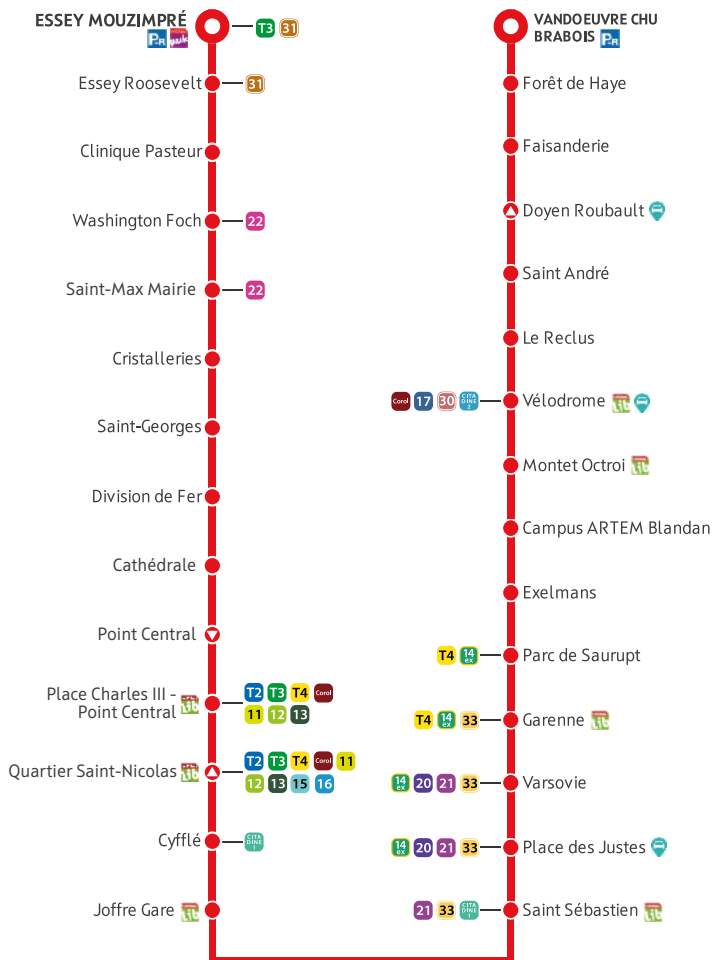 ESSEY MOUZIMPRÉ
P+R
T3 31
Essey Roosevelt
31
Clinique Pasteur
Washington Foch
22
Saint-Max Mairie
22
Cristalleries
Saint-Georges
Division de Fer
Cathédrale
Point Central
Place Charles III -
Point Central
T2 T3 T4 Corol
11 12 13
Quartier Saint-Nicolas
T2 T3 T4 Corol 11
12 13 15 16
Cyfflé
CITA
DINE
1
Joffre Gare
VANDOEUVRE CHU
BRABOIS P+R
Forêt de Haye
Faisanderie
Doyen Roubault
Saint André
Le Reclus
Corol 17 30 CITA
DINE
2
Vélodrome
Montet Octroi
Campus ARTEM Blandan
Exelmans
T4 14
ex
Parc de Saurupt
T4 14
ex
33
Garenne
14
ex
20 21 33
Varsovie
14
ex
20 21 33
Place des Justes
21 33 CITA
DINE
1
Saint Sébastien